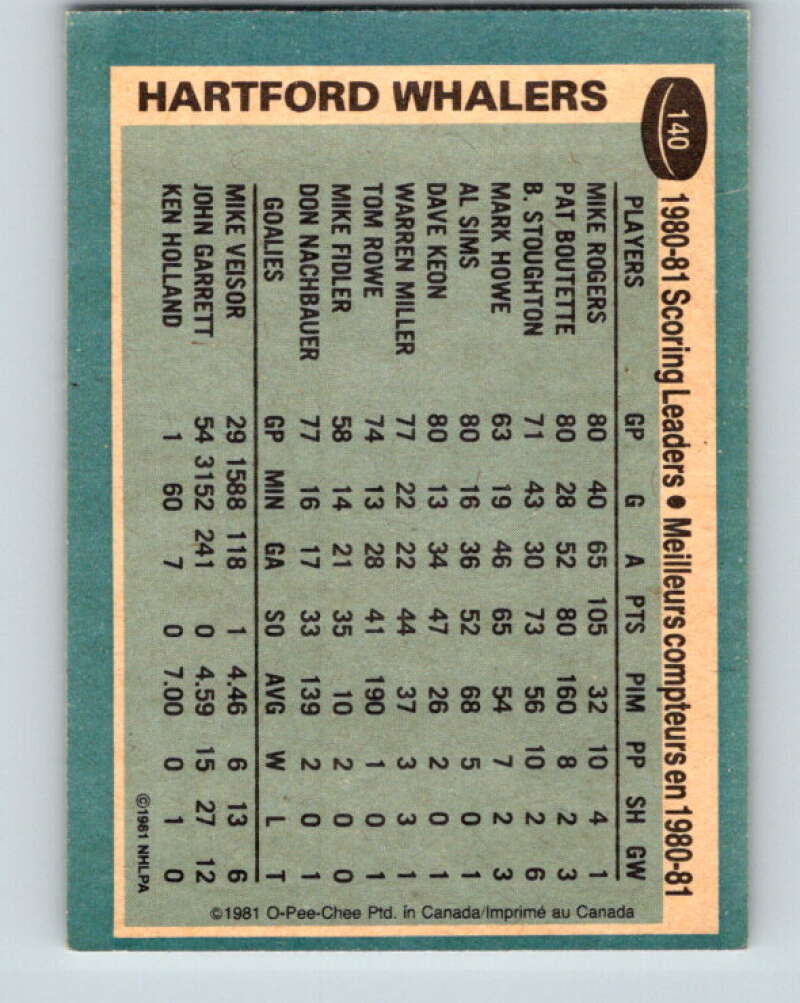 HARTFORD WHALERS
140
1980-81 Scoring Leaders • Meilleurs compteurs en 1980-81
PLAYERS GP G A PTS PIM PP SH GW
MIKE ROGERS 80 40 65 105 32 10 4 1
PAT BOUTETTE 80 28 52 80 160 8 2 3
B. STOUGHTON 71 43 30 73 56 10 2 6
MARK HOWE 63 19 46 65 54 7 2 3
AL SIMS 80 16 36 52 68 5 0 1
DAVE KEON 80 13 34 47 26 2 0 1
WARREN MILLER 77 22 22 44 37 3 3 1
TOM ROWE 74 13 28 41 190 1 0 1
MIKE FIDLER 58 14 21 35 10 2 0 0
DON NACHBAUER 77 16 17 33 139 2 0 1
GOALIES GP MIN GA SO AVG W L T
MIKE VEISOR 29 1588 118 1 4.46 6 13 6
JOHN GARRETT 54 3152 241 0 4.59 15 27 12
KEN HOLLAND 1 60 7 0 7.00 0 1 0
©1981 NHLPA
©1981 O-Pee-Chee Ptd. in Canada/Imprimé au Canada